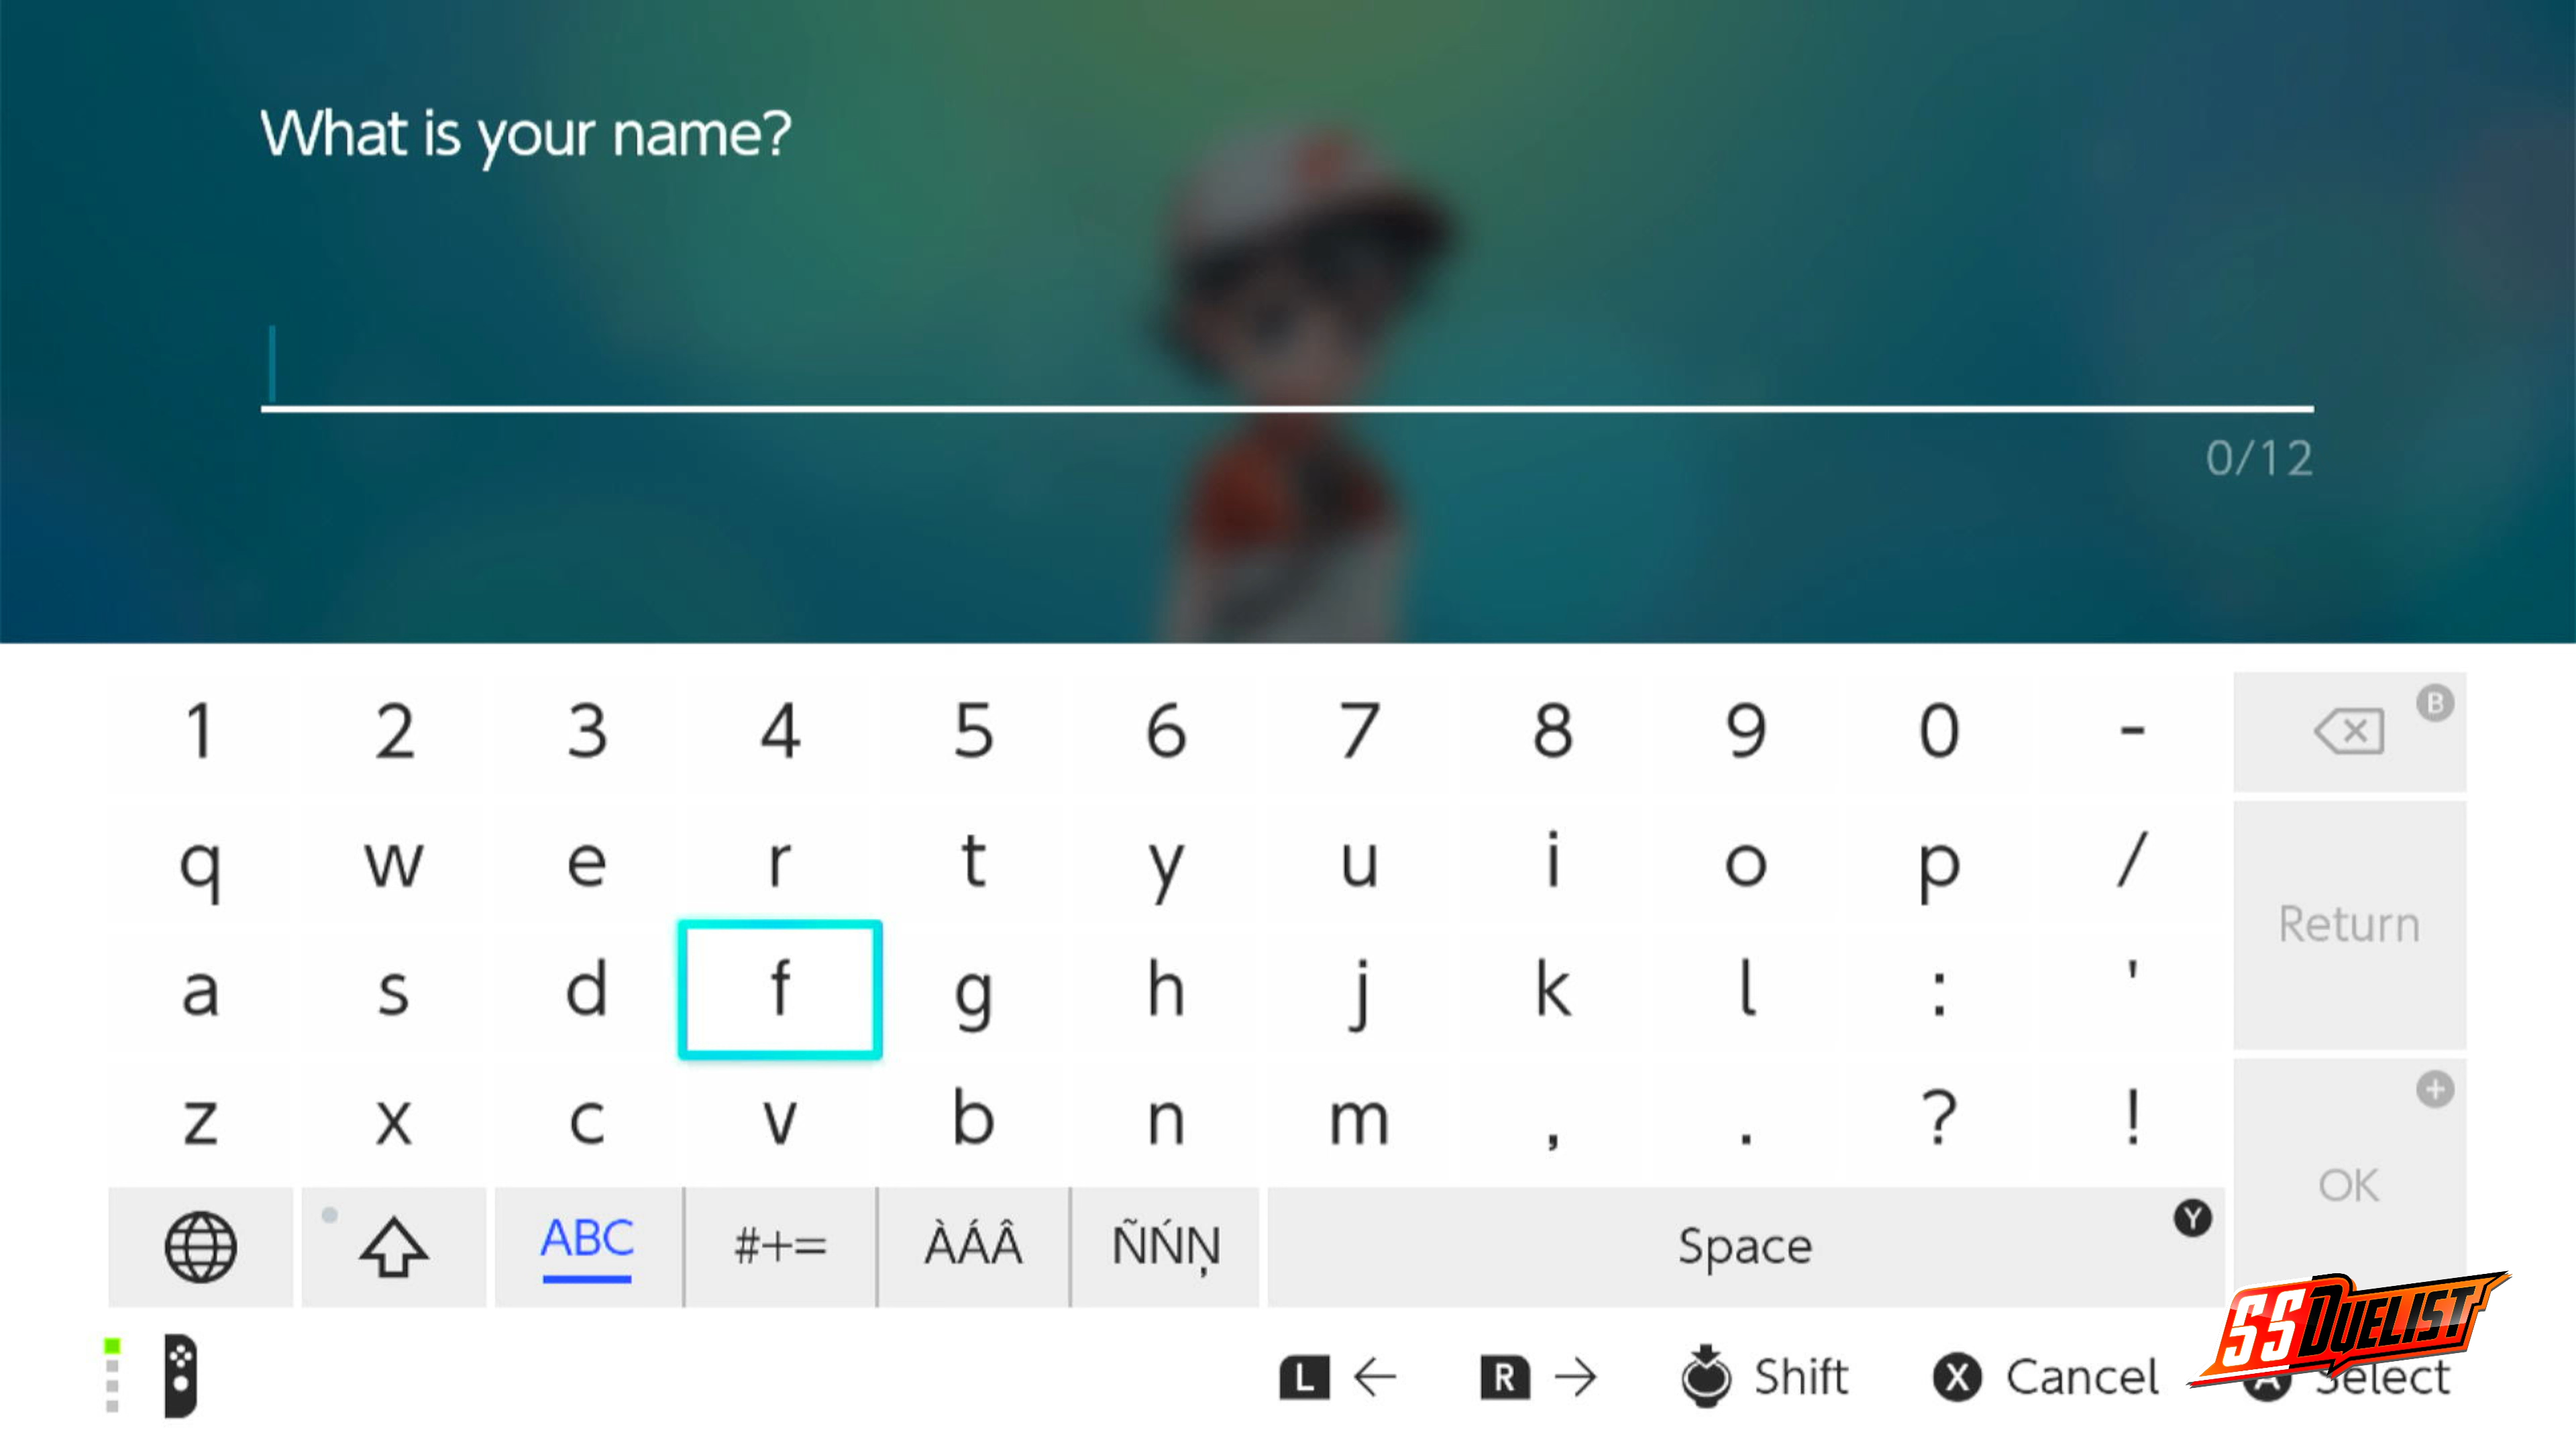 What is your name?
0/12
1 2 3 4 5 6 7 8 9 0 - B
q w e r t y u i o p / Return
a s d f g h j k l : '
z x c v b n m , . ? ! + OK
ABC #+= ÀÁÂ ÑŃŅ Space Y
L ← R → Shift X Cancel A Select
SSDUELIST